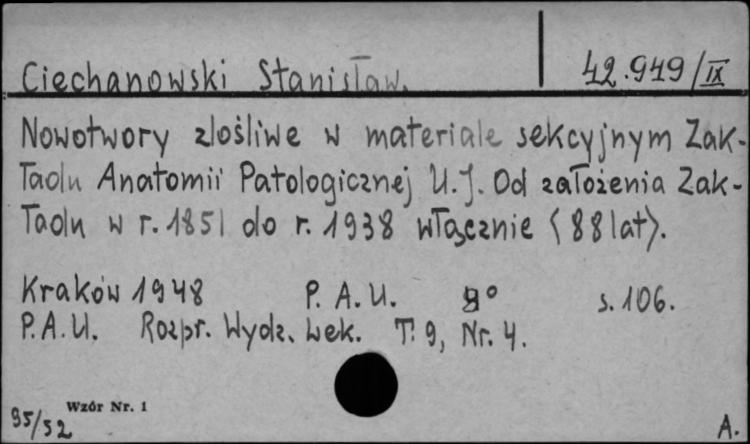 Ciechanowski Stanisław. 42.949/IX
Nowotwory złośliwe w materiale sekcyjnym Zak-
ładu Anatomii Patologicznej U.J. Od założenia Zak-
ładu w r. 1851 do r. 1938 włącznie (88 lat).
Kraków 1948 P. A. U. 8° s. 106.
P.A.U. Rozpr. Wydz. Lek. T. 9, Nr. 4.
Wzór Nr. 1
95/52 A.